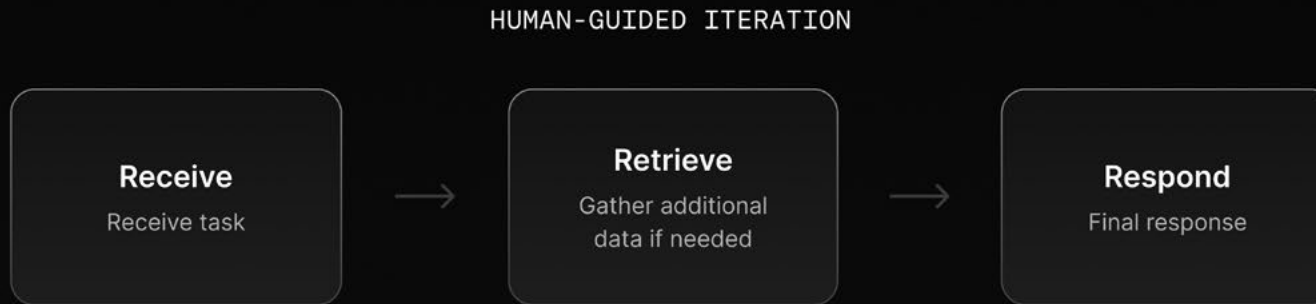 HUMAN-GUIDED ITERATION
Receive
Receive task
Retrieve
Gather additional
data if needed
Respond
Final response